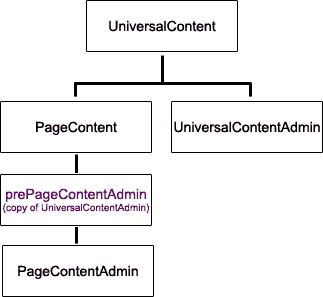 UniversalContent
PageContent
UniversalContentAdmin
prePageContentAdmin
(copy of UniversalContentAdmin)
PageContentAdmin